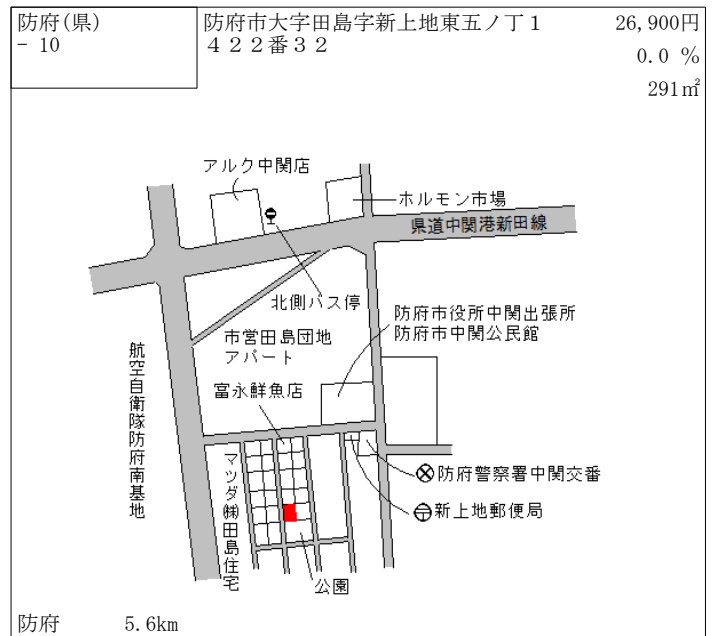 防府(県)
- 10
防府市大字田島字新上地東五ノ丁１
４２２番３２
26,900円
0.0 %
291㎡
アルク中関店
ホルモン市場
県道中関港新田線
北側バス停
防府市役所中関出張所
防府市中関公民館
市営田島団地
アパート
航空自衛隊防府南基地
富永鮮魚店
マツダ㈱田島住宅
防府警察署中関交番
新上地郵便局
公園
防府 5.6km